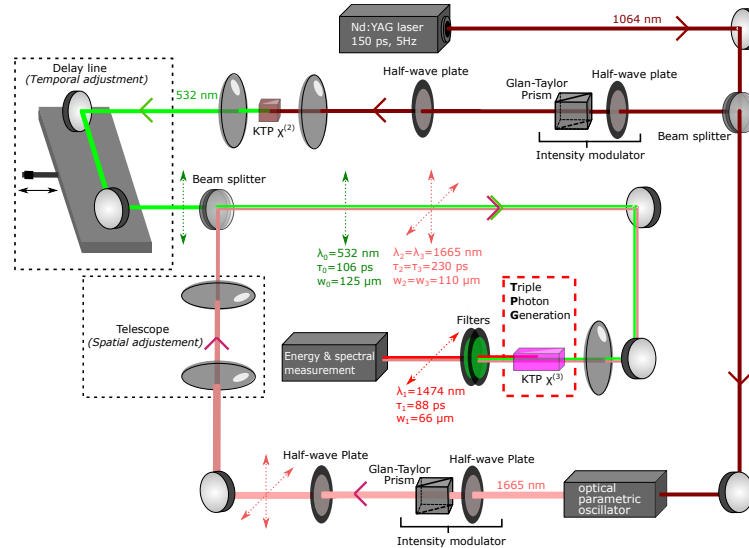 Nd:YAG laser
150 ps, 5Hz
1064 nm
Delay line
(Temporal adjustment)
532 nm
KTP χ(2)
Half-wave plate
Glan-Taylor
Prism
Half-wave plate
Intensity modulator
Beam splitter
Beam splitter
λ0=532 nm
τ0=106 ps
w0=125 µm
λ2=λ3=1665 nm
τ2=τ3=230 ps
w2=w3=110 µm
Telescope
(Spatial adjustement)
Energy & spectral
measurement
Filters
Triple
Photon
Generation
KTP χ(3)
λ1=1474 nm
τ1=88 ps
w1=66 µm
Half-wave Plate
Glan-Taylor
Prism
Half-wave Plate
1665 nm
Intensity modulator
optical
parametric
oscillator